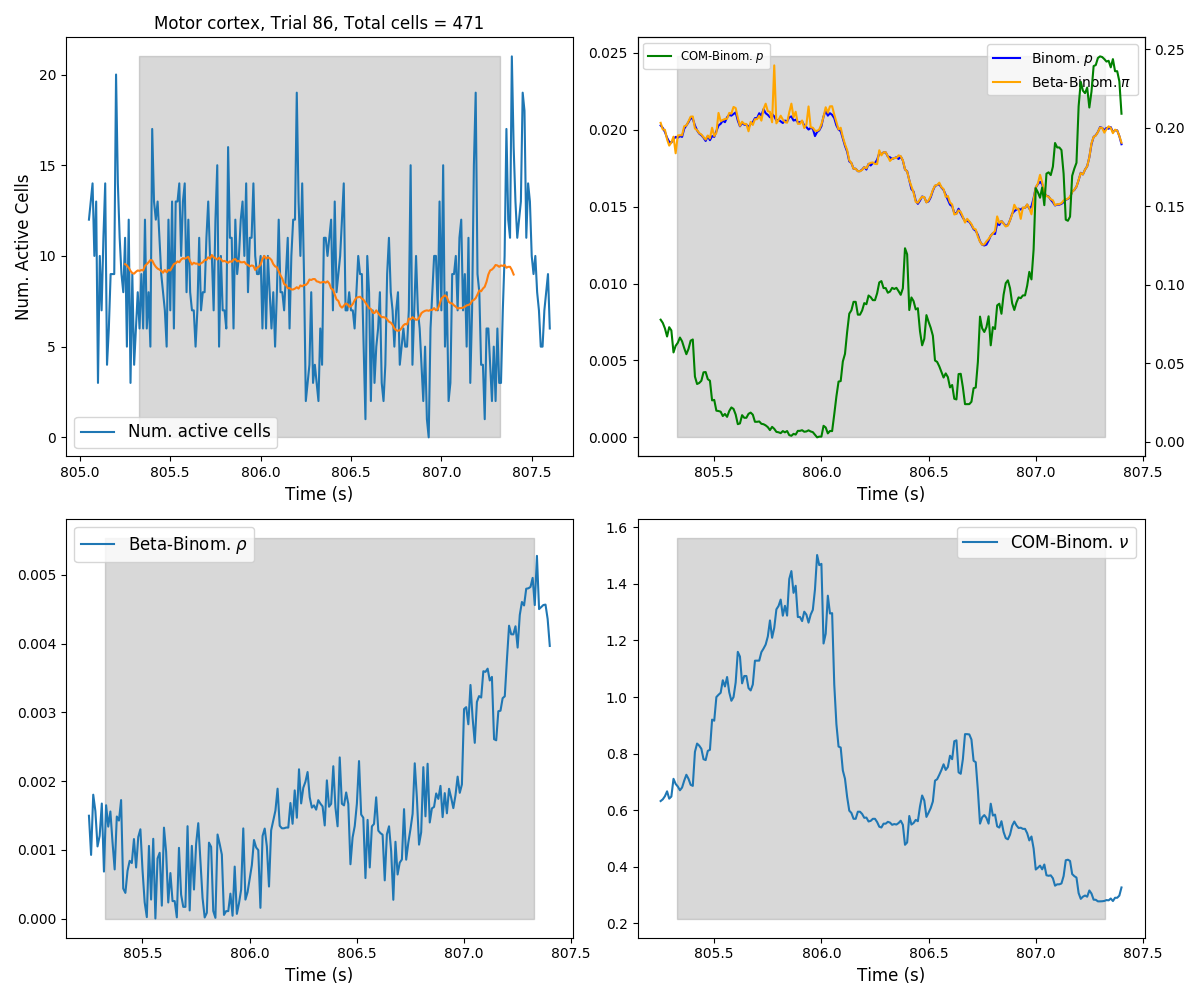 Motor cortex, Trial 86, Total cells = 471
Num. Active Cells
20
15
10
5
0
Num. active cells
805.0 805.5 806.0 806.5 807.0 807.5
Time (s)
COM-Binom. p
Binom. p
Beta-Binom. π
0.025
0.020
0.015
0.010
0.005
0.000
0.25
0.20
0.15
0.10
0.05
0.00
805.5 806.0 806.5 807.0 807.5
Time (s)
Beta-Binom. ρ
0.005
0.004
0.003
0.002
0.001
0.000
805.5 806.0 806.5 807.0 807.5
Time (s)
COM-Binom. ν
1.6
1.4
1.2
1.0
0.8
0.6
0.4
0.2
805.5 806.0 806.5 807.0 807.5
Time (s)